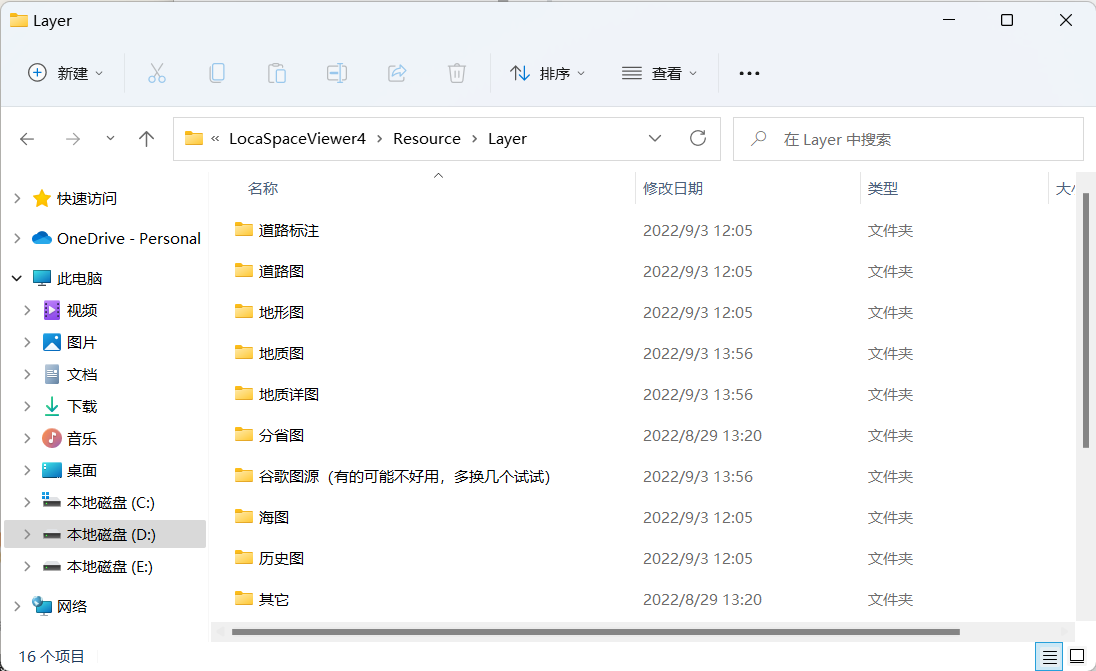 Layer
新建
排序
查看
« LocaSpaceViewer4 › Resource › Layer
在 Layer 中搜索
快速访问
OneDrive - Personal
此电脑
视频
图片
文档
下载
音乐
桌面
本地磁盘 (C:)
本地磁盘 (D:)
本地磁盘 (E:)
网络
名称 修改日期 类型
道路标注 2022/9/3 12:05 文件夹
道路图 2022/9/3 12:05 文件夹
地形图 2022/9/3 12:05 文件夹
地质图 2022/9/3 13:56 文件夹
地质详图 2022/9/3 13:56 文件夹
分省图 2022/8/29 13:20 文件夹
谷歌图源（有的可能不好用，多换几个试试） 2022/9/3 13:56 文件夹
海图 2022/9/3 12:05 文件夹
历史图 2022/9/3 12:05 文件夹
其它 2022/8/29 13:20 文件夹
16 个项目